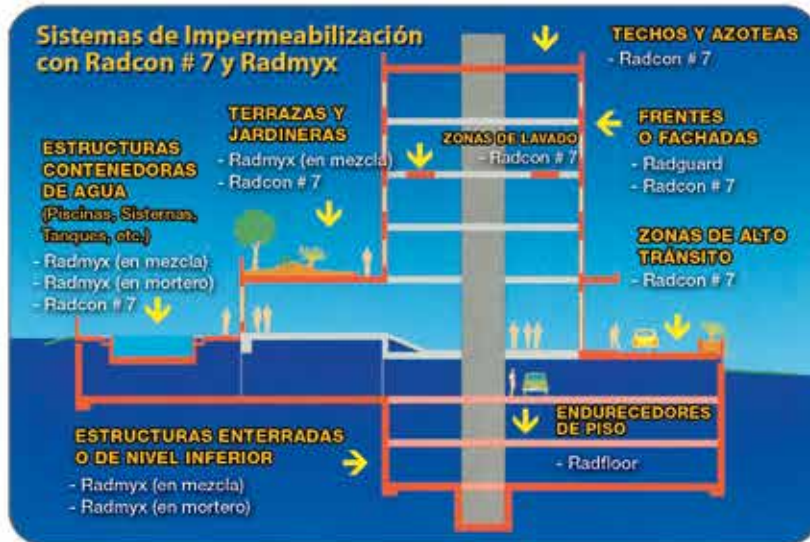 Sistemas de Impermeabilización
con Radcon # 7 y Radmyx
TECHOS Y AZOTEAS
- Radcon # 7
TERRAZAS Y
JARDINERAS
- Radmyx (en mezcla)
- Radcon # 7
ZONAS DE LAVADO
- Radcon # 7
FRENTES
O FACHADAS
- Radguard
- Radcon # 7
ESTRUCTURAS
CONTENEDORAS
DE AGUA
(Piscinas, Sisternas,
Tanques, etc.)
- Radmyx (en mezcla)
- Radmyx (en mortero)
- Radcon # 7
ZONAS DE ALTO
TRÁNSITO
- Radcon # 7
ESTRUCTURAS ENTERRADAS
O DE NIVEL INFERIOR
- Radmyx (en mezcla)
- Radmyx (en mortero)
ENDURECEDORES
DE PISO
- Radfloor